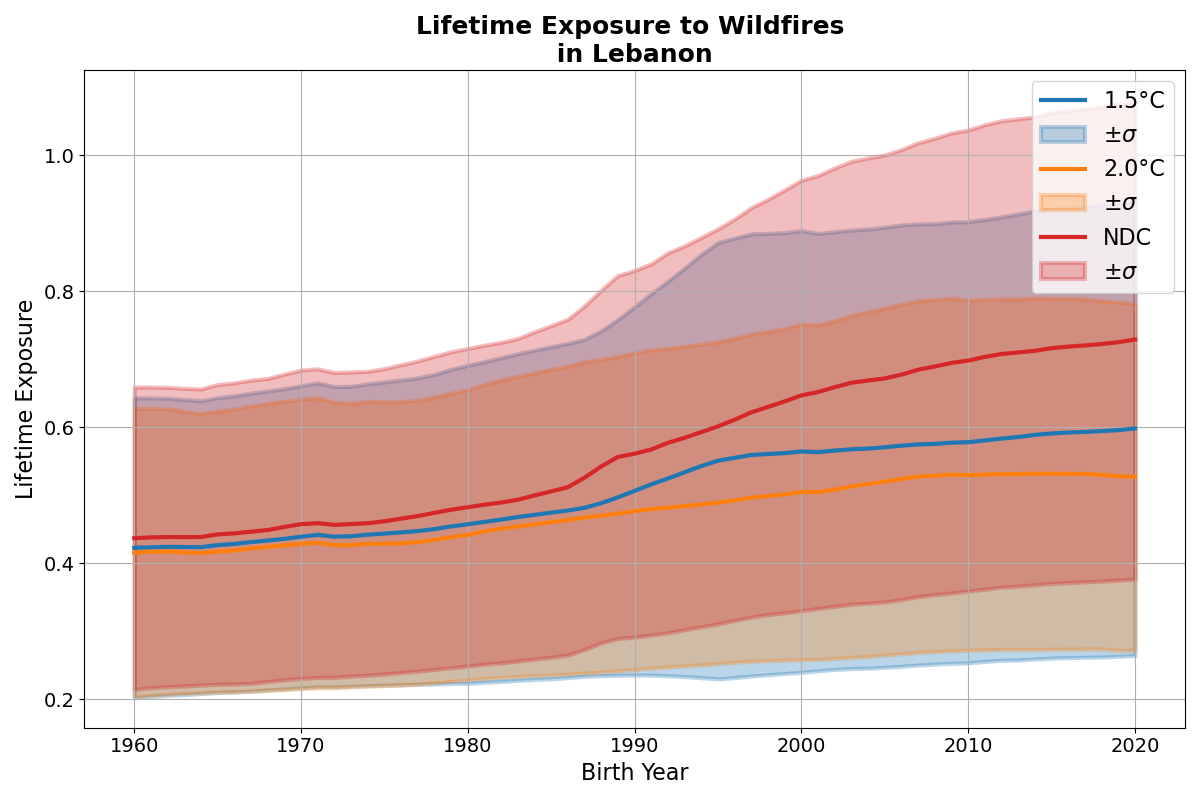 Lifetime Exposure to Wildfires
in Lebanon
1.5°C
±σ
2.0°C
±σ
NDC
±σ
Lifetime Exposure
1.0
0.8
0.6
0.4
0.2
1960 1970 1980 1990 2000 2010 2020
Birth Year